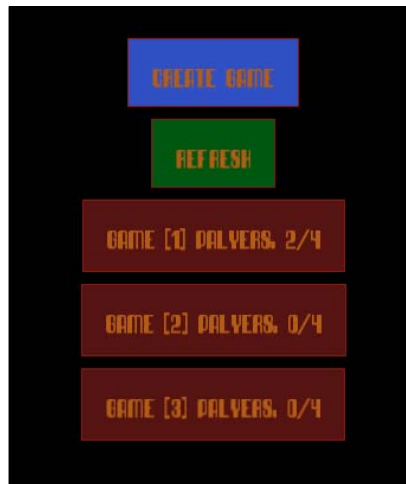 CREATE GAME
REFRESH
GAME [1] PALYERS: 2/4
GAME [2] PALYERS: 0/4
GAME [3] PALYERS: 0/4